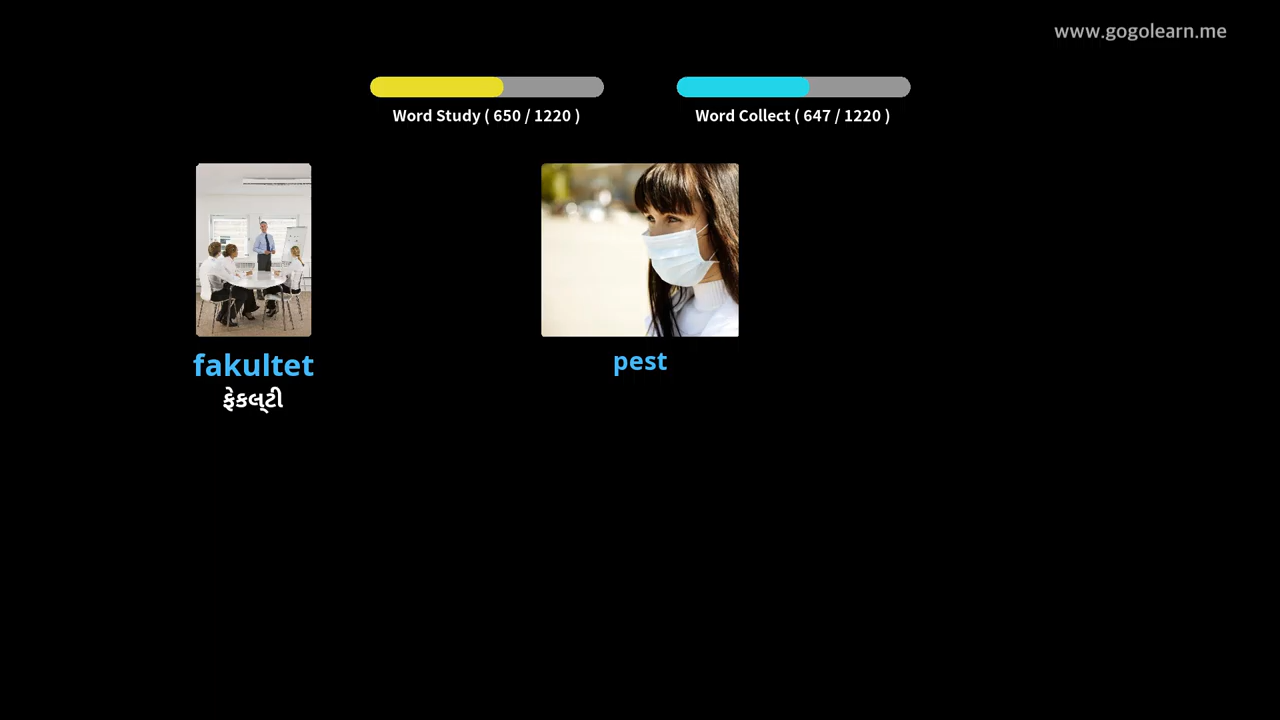 www.gogolearn.me
Word Study ( 650 / 1220 )
Word Collect ( 647 / 1220 )
fakultet
pest
ફેકલ્ટી